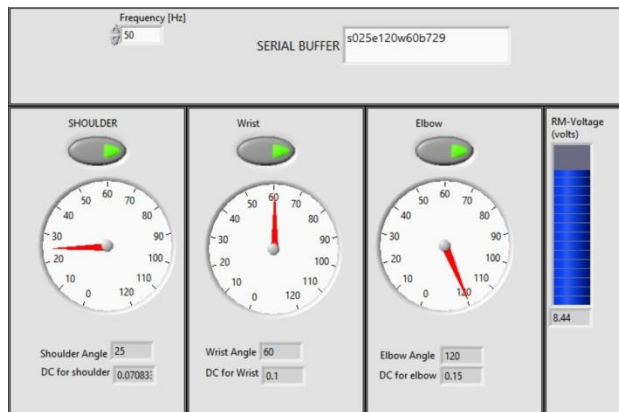 Frequency [Hz]
50
SERIAL BUFFER
s025e120w60b729
SHOULDER
0
10
20
30
40
50
60
70
80
90
100
110
120
Shoulder Angle 25
DC for shoulder 0.07083
Wrist
0
10
20
30
40
50
60
70
80
90
100
110
120
Wrist Angle 60
DC for Wrist 0.1
Elbow
0
10
20
30
40
50
60
70
80
90
100
110
120
Elbow Angle 120
DC for elbow 0.15
RM-Voltage
(volts)
8.44